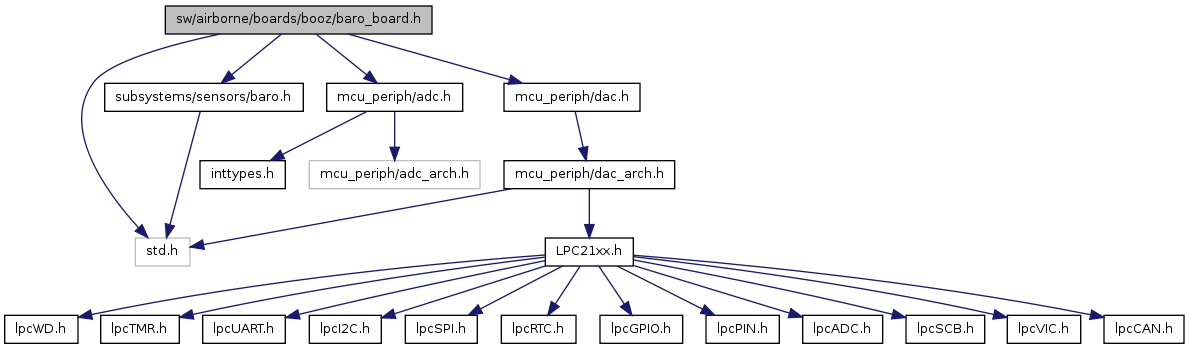 sw/airborne/boards/booz/baro_board.h
subsystems/sensors/baro.h
mcu_periph/adc.h
mcu_periph/dac.h
inttypes.h
mcu_periph/adc_arch.h
mcu_periph/dac_arch.h
std.h
LPC21xx.h
lpcWD.h
lpcTMR.h
lpcUART.h
lpcI2C.h
lpcSPI.h
lpcRTC.h
lpcGPIO.h
lpcPIN.h
lpcADC.h
lpcSCB.h
lpcVIC.h
lpcCAN.h